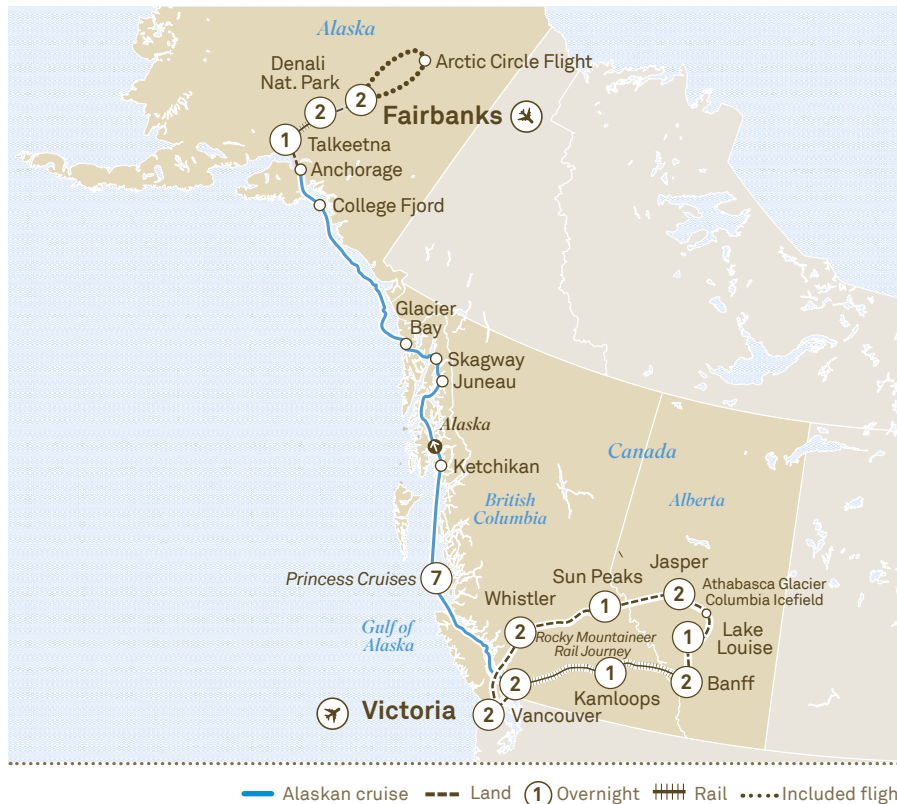 Alaska
Denali
Nat. Park
Arctic Circle Flight
2
2
Fairbanks
1
Talkeetna
Anchorage
College Fjord
Glacier
Bay
Skagway
Juneau
Alaska
Ketchikan
Canada
British
Columbia
Alberta
Princess Cruises
7
Gulf of
Alaska
Whistler
2
Sun Peaks
1
Jasper
2
Athabasca Glacier
Columbia Icefield
Rocky Mountaineer
Rail Journey
1
Lake
Louise
2
Kamloops
1
2
Banff
Victoria
2
Vancouver
Alaskan cruise
Land
1
Overnight
Rail
Included fligh